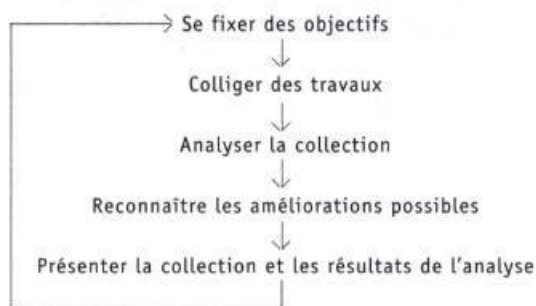 Se fixer des objectifs
Colliger des travaux
Analyser la collection
Reconnaître les améliorations possibles
Présenter la collection et les résultats de l'analyse